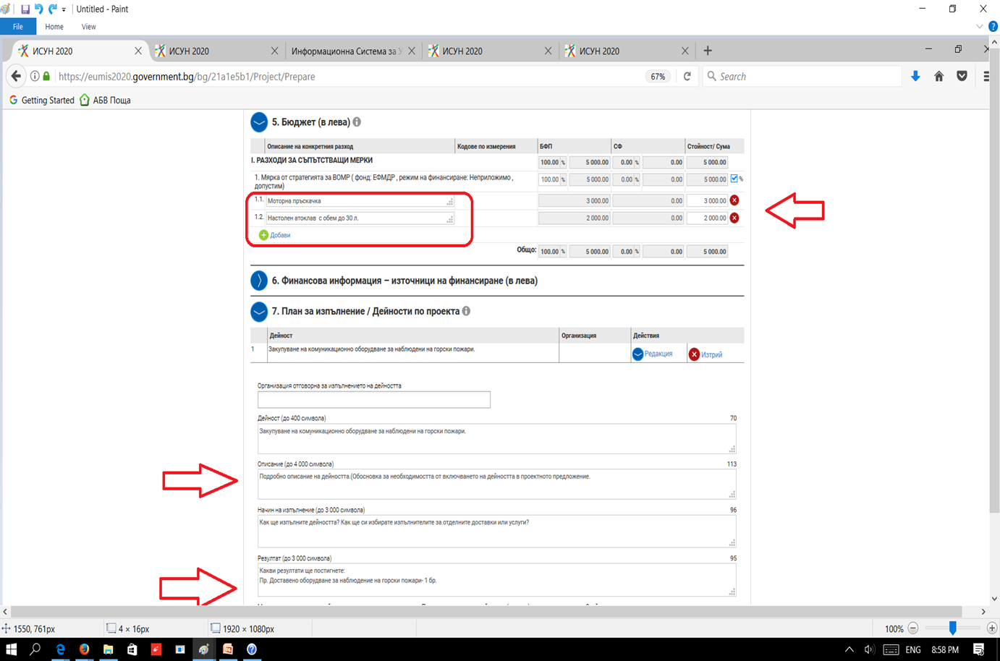 Untitled - Paint
File Home View
ИСУН 2020 ИСУН 2020 Информационна Система за У ИСУН 2020 ИСУН 2020
https://eumis2020.government.bg/bg/21a1e5b1/Project/Prepare 67% Search
Getting Started АБВ Поща
5. Бюджет (в лева)
Описание на конкретния разход Кодове по измерения БФП СФ Стойност/ Сума
I. РАЗХОДИ ЗА СЪПЪТСТВАЩИ МЕРКИ 100.00 % 5 000.00 0.00 % 0.00 5 000.00
1. Мярка от стратегията за ВОМР ( фонд: ЕФМДР , режим на финансиране: Неприложимо , 100.00 % 5 000.00 0.00 % 0.00 5 000.00 %
допустим)
1.1. Моторна пръскачка 3 000.00 0.00 3 000.00
1.2. Настолен атоклав с обем до 30 л. 2 000.00 0.00 2 000.00
Добави
Общо: 100.00 % 5 000.00 0.00 % 0.00 5 000.00
6. Финансова информация – източници на финансиране (в лева)
7. План за изпълнение / Дейности по проекта
Дейност Организация Действия
1 Закупуване на комуникационно оборудване за наблюдени на горски пожари. Редакция Изтрий
Организация отговорна за изпълнението на дейността
Дейност (до 400 символа) 70
Закупуване на комуникационно оборудване за наблюдени на горски пожари.
Описание (до 4 000 символа) 113
Подробно описание на дейността.(Обосновка за необходимостта от включването на дейността в проектното предложение.
Начин на изпълнение (до 3 000 символа) 96
Как ще изпълните дейността? Как ще си избирате изпълнителите за отделните доставки или услуги?
Резултат (до 3 000 символа) 95
Какви резултати ще постигнете:
Пр. Доставено оборудване за наблюдение на горски пожари- 1 бр.
1550, 761px 4 × 16px 1920 × 1080px 100%
ENG 8:58 PM